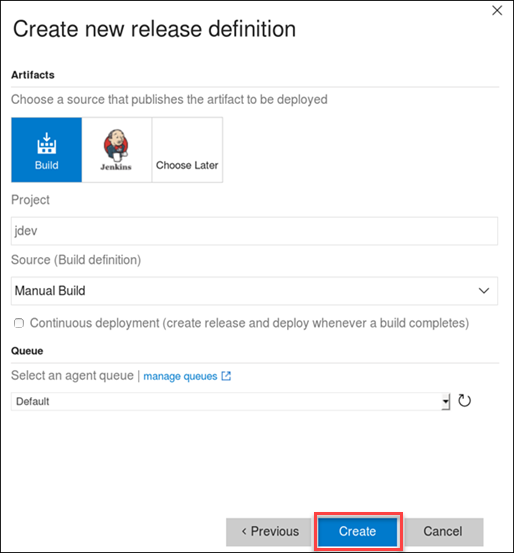 Create new release definition
Artifacts
Choose a source that publishes the artifact to be deployed
Build
Jenkins
Choose Later
Project
jdev
Source (Build definition)
Manual Build
Continuous deployment (create release and deploy whenever a build completes)
Queue
Select an agent queue | manage queues
Default
< Previous
Create
Cancel